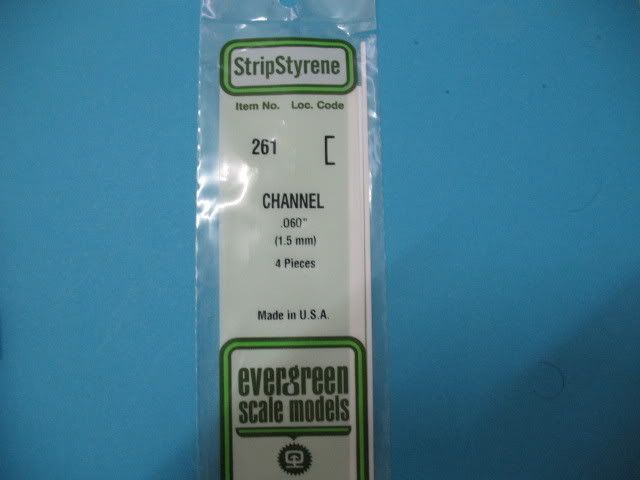 StripStyrene
Item No. Loc. Code
261
CHANNEL
.060"
(1.5 mm)
4 Pieces
Made in U.S.A.
evergreen
scale models